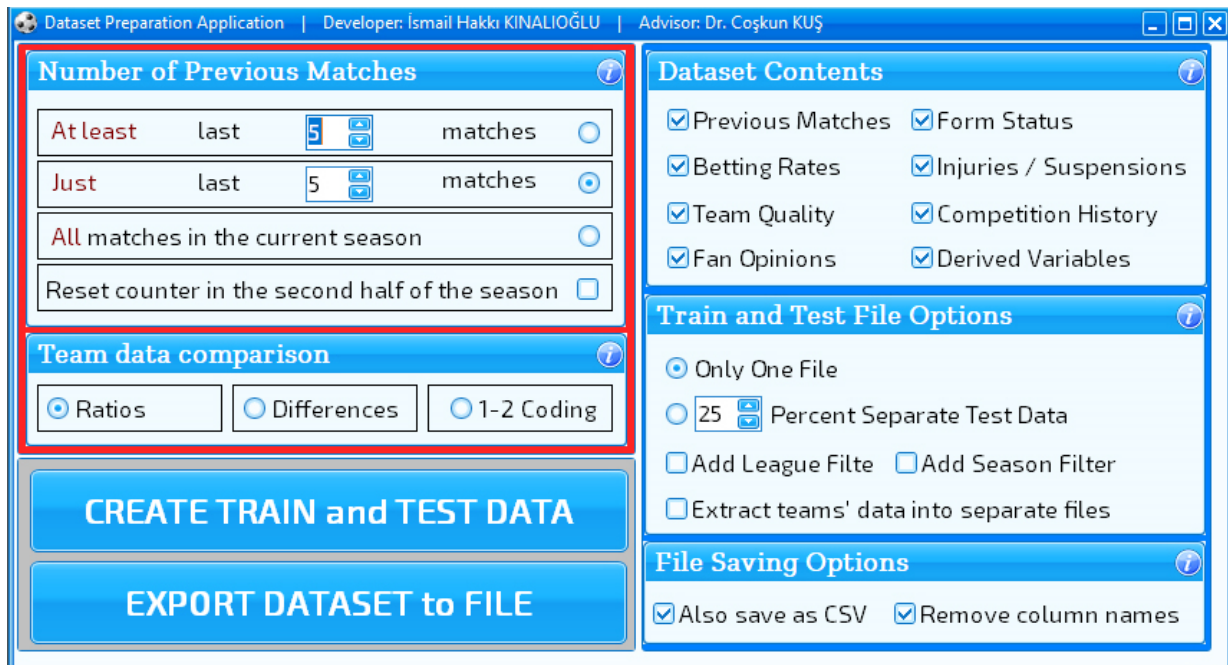 Dataset Preparation Application | Developer: İsmail Hakkı KINALIOĞLU | Advisor: Dr. Coşkun KUŞ
Number of Previous Matches
At least last 5 matches
Just last 5 matches
All matches in the current season
Reset counter in the second half of the season
Team data comparison
Ratios Differences 1-2 Coding
CREATE TRAIN and TEST DATA
EXPORT DATASET to FILE
Dataset Contents
Previous Matches Form Status
Betting Rates Injuries / Suspensions
Team Quality Competition History
Fan Opinions Derived Variables
Train and Test File Options
Only One File
25 Percent Separate Test Data
Add League Filte Add Season Filter
Extract teams' data into separate files
File Saving Options
Also save as CSV Remove column names